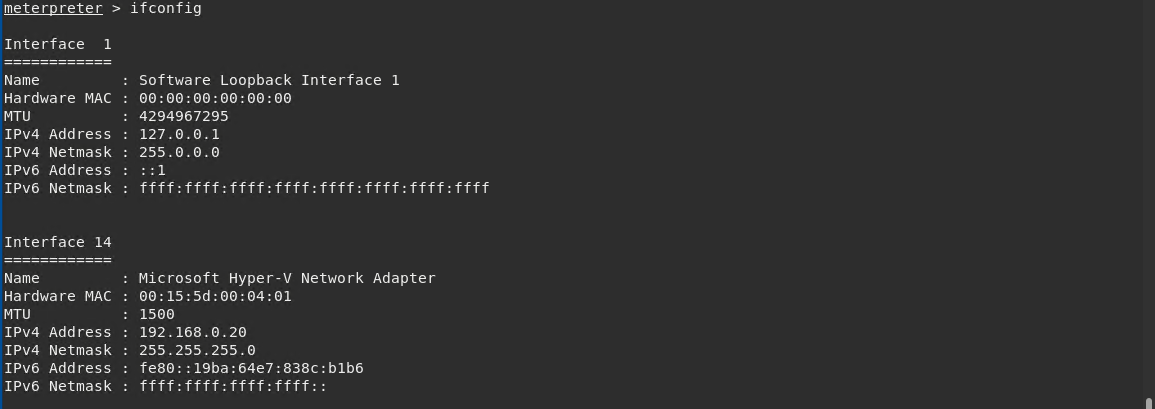 meterpreter > ifconfig

Interface  1
============
Name         : Software Loopback Interface 1
Hardware MAC : 00:00:00:00:00:00
MTU          : 4294967295
IPv4 Address : 127.0.0.1
IPv4 Netmask : 255.0.0.0
IPv6 Address : ::1
IPv6 Netmask : ffff:ffff:ffff:ffff:ffff:ffff:ffff:ffff


Interface 14
============
Name         : Microsoft Hyper-V Network Adapter
Hardware MAC : 00:15:5d:00:04:01
MTU          : 1500
IPv4 Address : 192.168.0.20
IPv4 Netmask : 255.255.255.0
IPv6 Address : fe80::19ba:64e7:838c:b1b6
IPv6 Netmask : ffff:ffff:ffff:ffff::